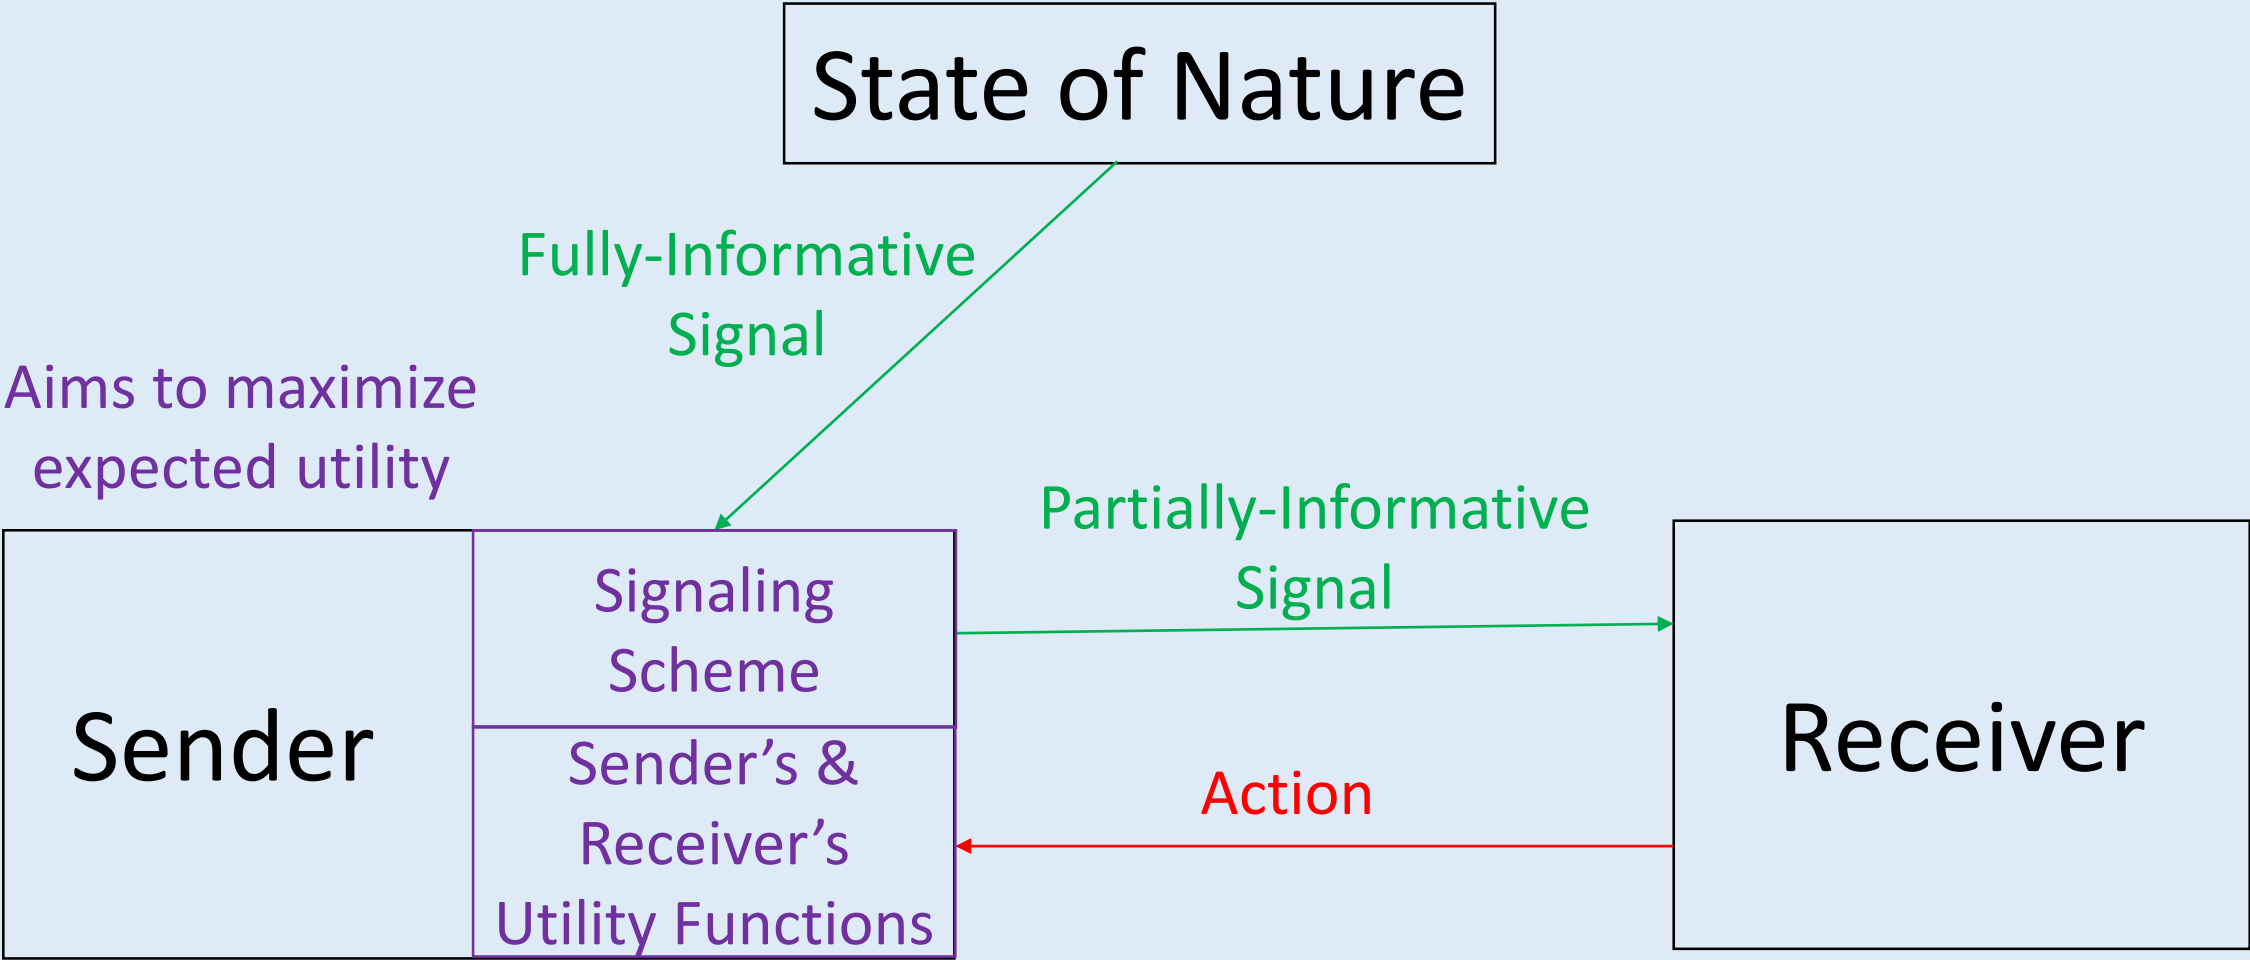 State of Nature
Fully-Informative
Signal
Aims to maximize
expected utility
Partially-Informative
Signal
Signaling
Scheme
Sender
Sender’s &
Receiver’s
Utility Functions
Action
Receiver